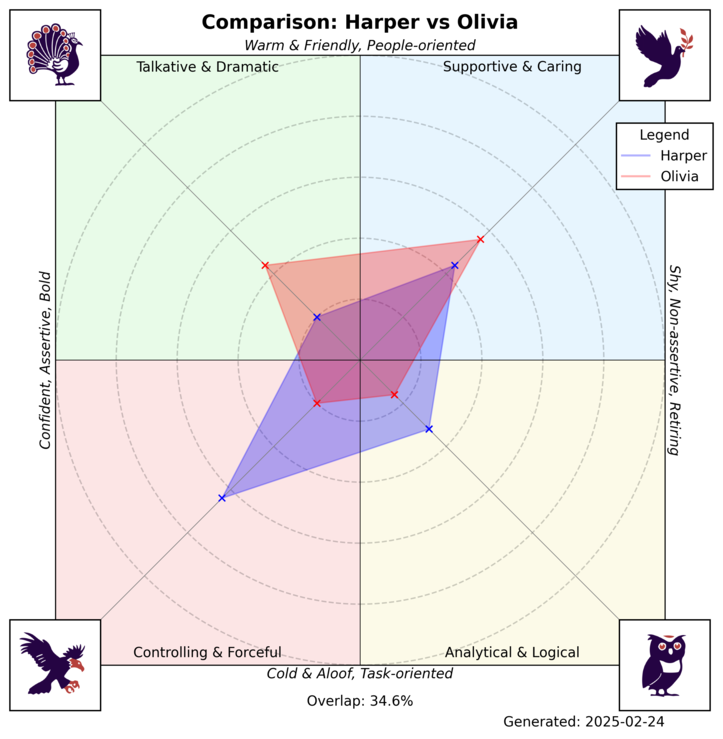 Comparison: Harper vs Olivia
Warm & Friendly, People-oriented
Talkative & Dramatic
Supportive & Caring
Legend
Harper
Olivia
Confident, Assertive, Bold
Shy, Non-assertive, Retiring
Controlling & Forceful
Analytical & Logical
Cold & Aloof, Task-oriented
Overlap: 34.6%
Generated: 2025-02-24